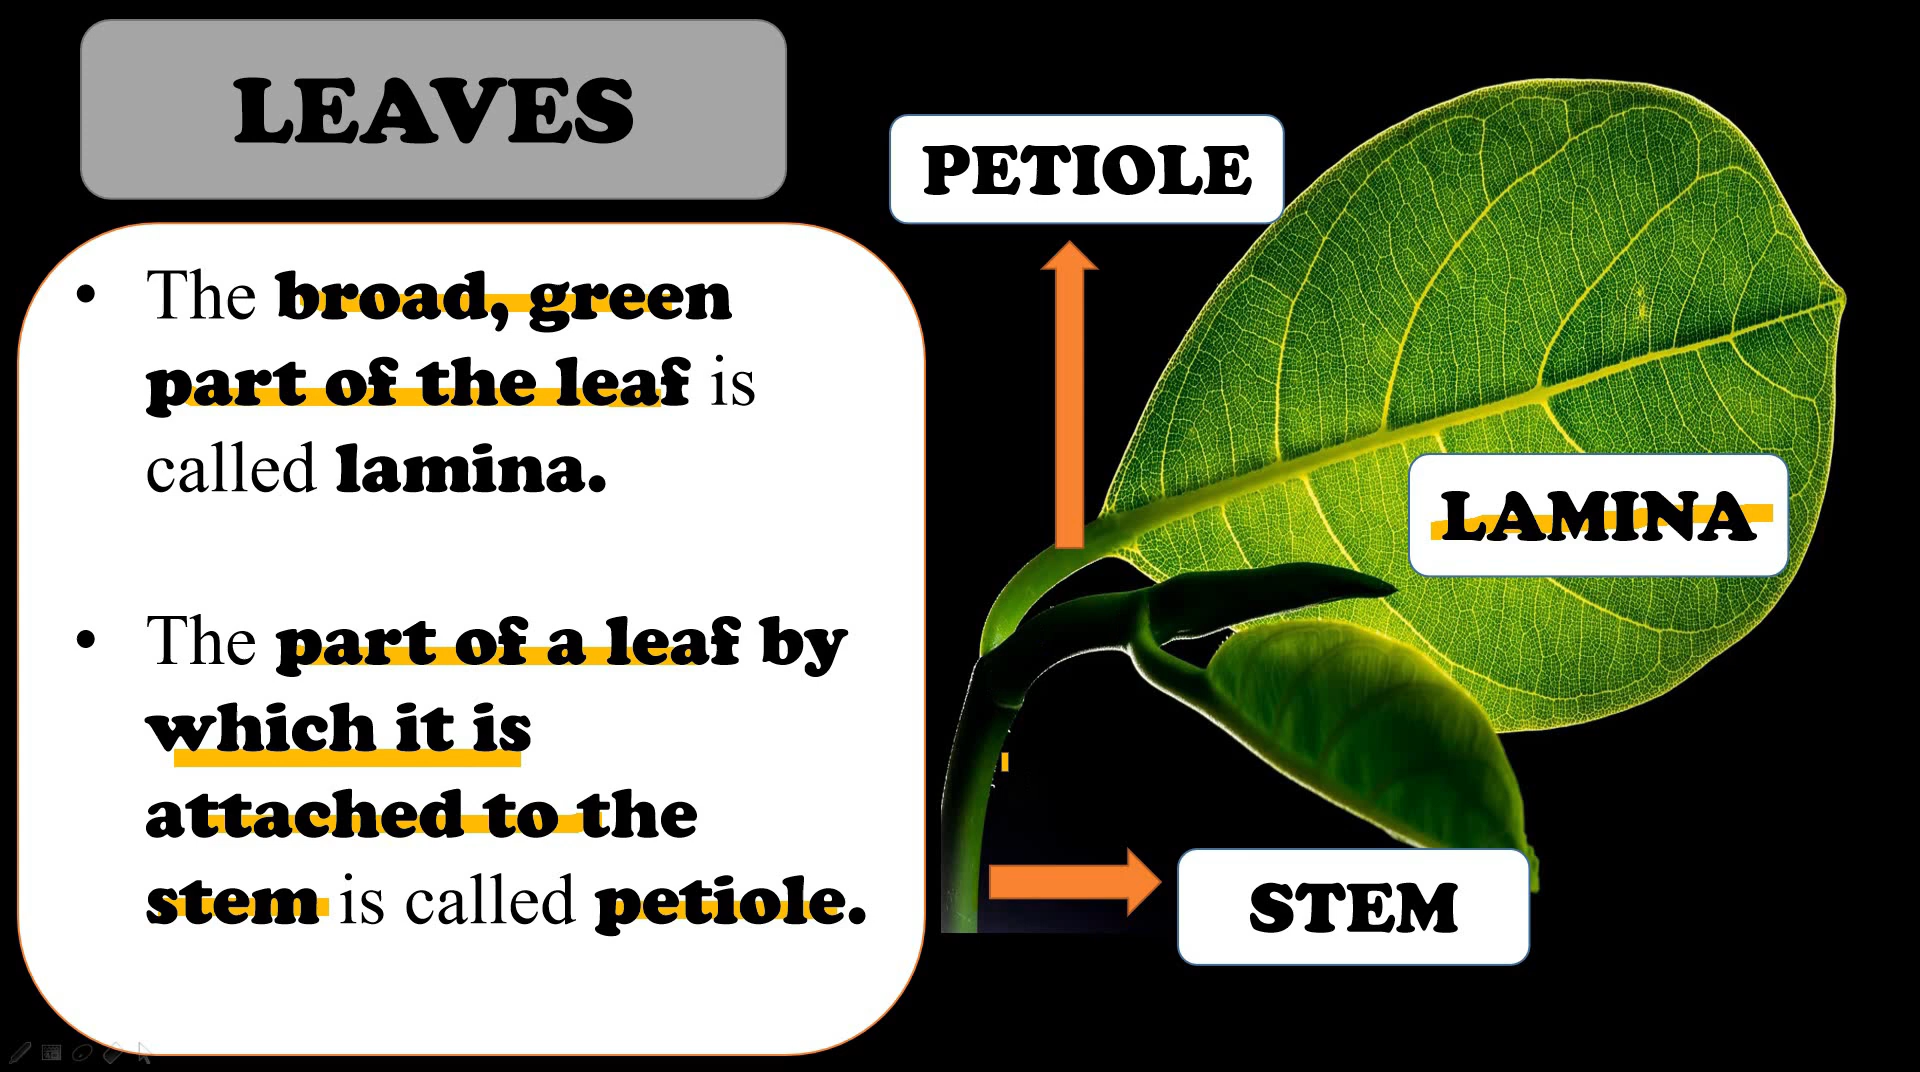 LEAVES
• The broad, green
part of the leaf is
called lamina.
• The part of a leaf by
which it is
attached to the
stem is called petiole.
PETIOLE
LAMINA
STEM